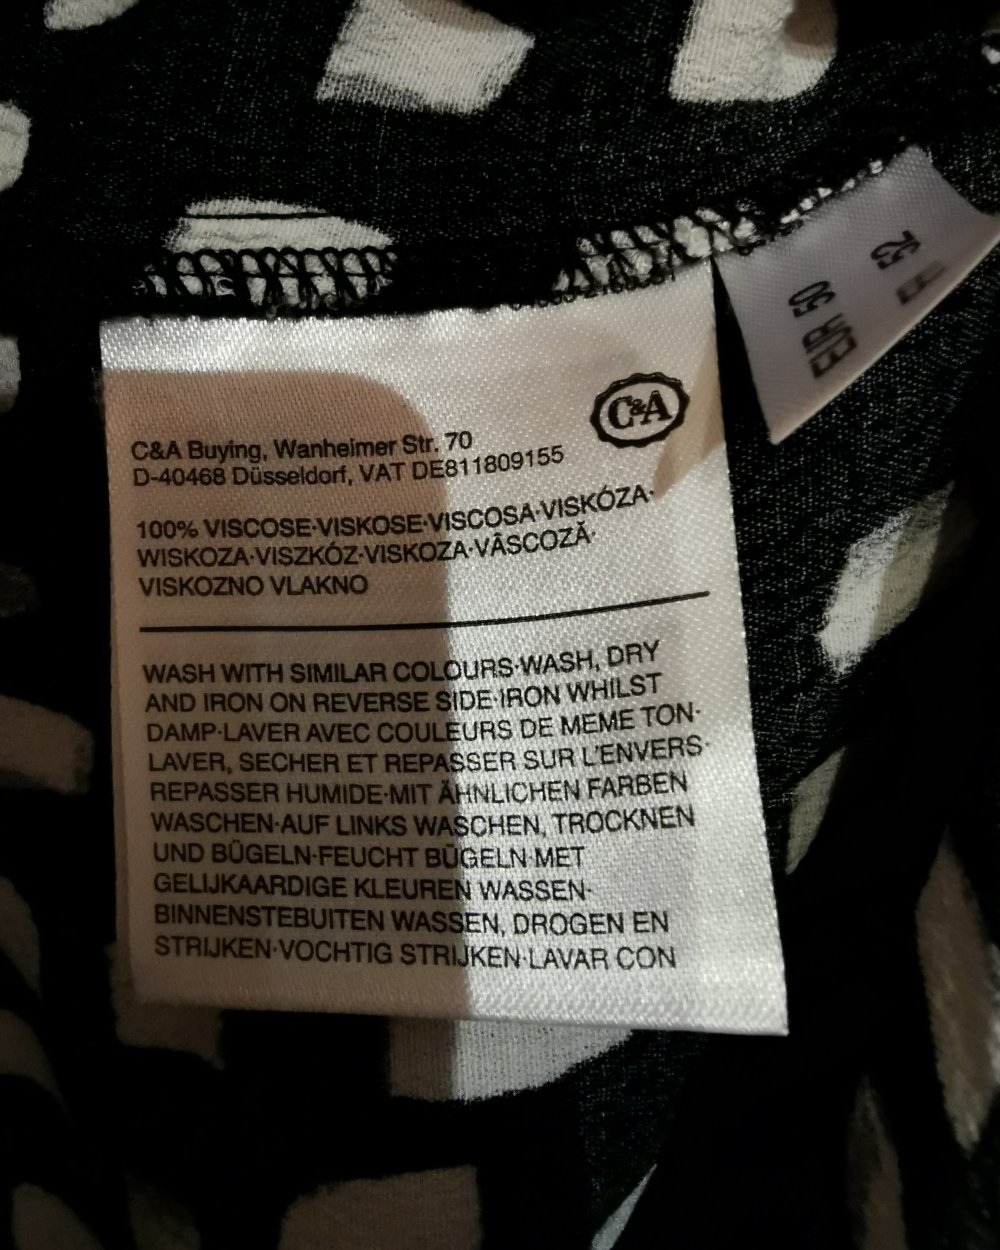 C&A
C&A Buying, Wanheimer Str. 70
D-40468 Düsseldorf, VAT DE811809155
100% VISCOSE·VISKOSE·VISCOSA·VISKÓZA·
WISKOZA·VISZKÓZ·VISKOZA·VÂSCOZĂ·
VISKOZNO VLAKNO
WASH WITH SIMILAR COLOURS·WASH, DRY
AND IRON ON REVERSE SIDE·IRON WHILST
DAMP·LAVER AVEC COULEURS DE MEME TON·
LAVER, SECHER ET REPASSER SUR L'ENVERS·
REPASSER HUMIDE·MIT ÄHNLICHEN FARBEN
WASCHEN·AUF LINKS WASCHEN, TROCKNEN
UND BÜGELN·FEUCHT BÜGELN·MET
GELIJKAARDIGE KLEUREN WASSEN·
BINNENSTEBUITEN WASSEN, DROGEN EN
STRIJKEN·VOCHTIG STRIJKEN·LAVAR CON
EUR 50
F 52